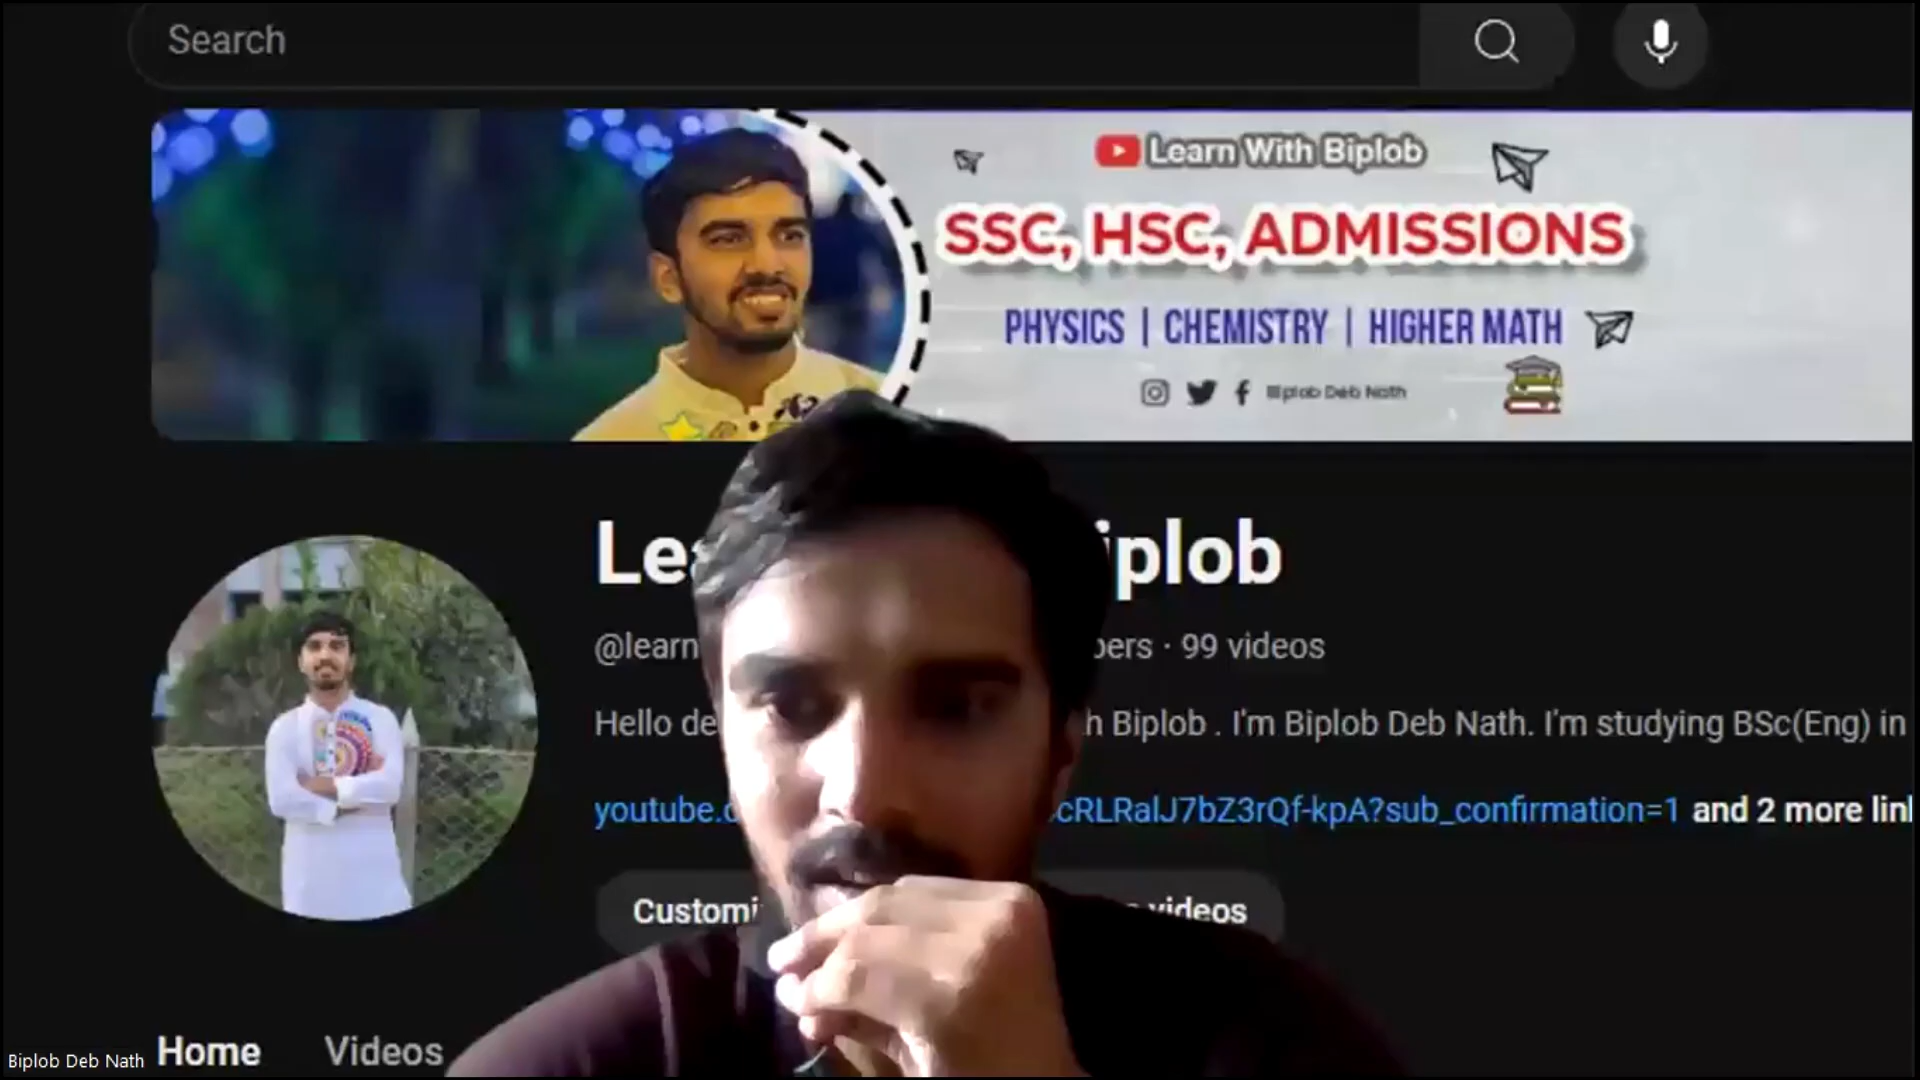 Search
Learn With Biplob
SSC, HSC, ADMISSIONS
PHYSICS | CHEMISTRY | HIGHER MATH
Biplob Deb Nath
Lea iplob
@learn bers · 99 videos
Hello de h Biplob . I'm Biplob Deb Nath. I'm studying BSc(Eng) in
youtube.c cRLRalJ7bZ3rQf-kpA?sub_confirmation=1 and 2 more lin
Customi videos
Home Videos
Biplob Deb Nath